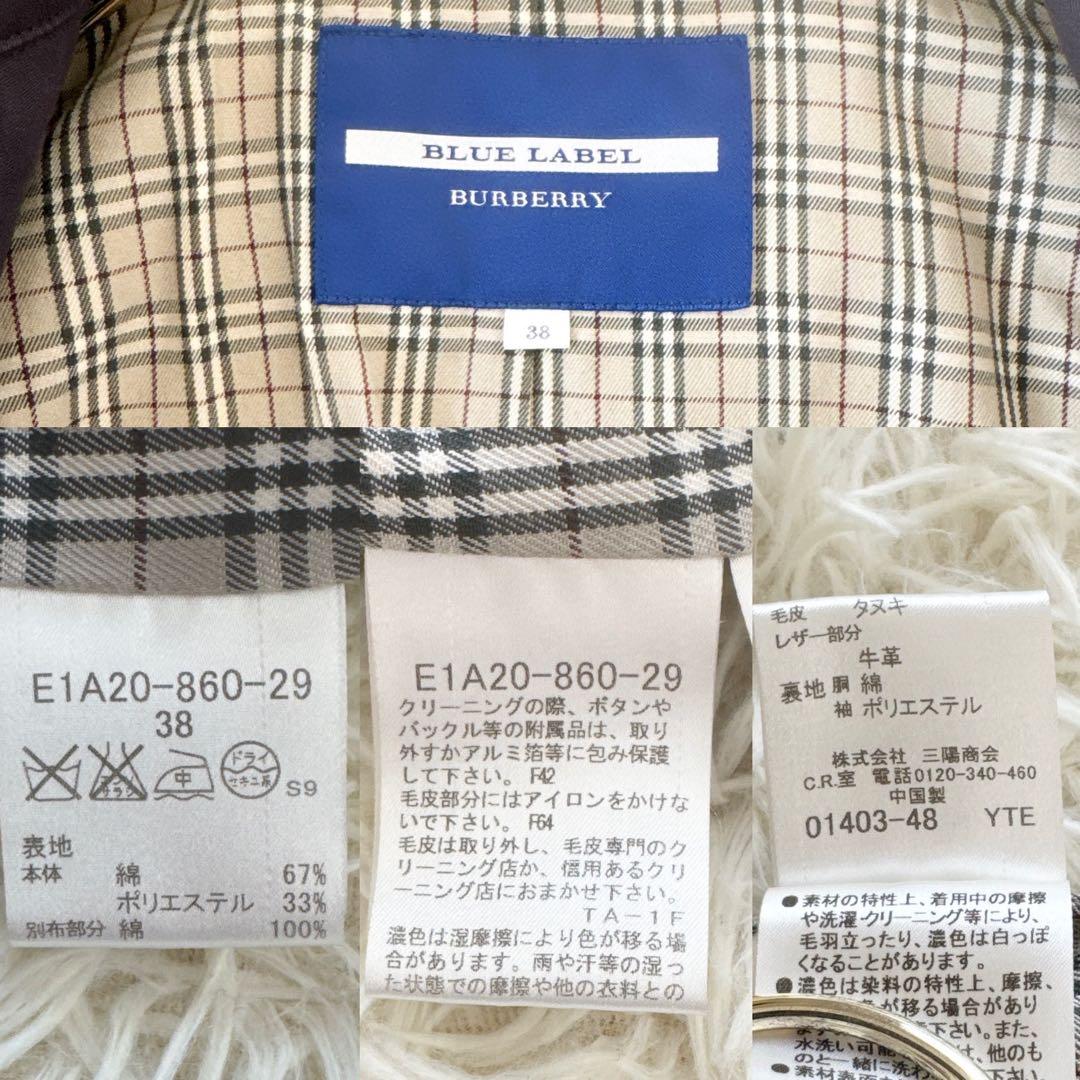 BLUE LABEL
BURBERRY
38
E1A20-860-29
38
サラシ
中
ドライ
セキユ系
S9
表地
本体 綿 67%
ポリエステル 33%
別布部分 綿 100%
E1A20-860-29
クリーニングの際、ボタンや
バックル等の附属品は、取り
外すかアルミ箔等に包み保護
して下さい。F42
毛皮部分にはアイロンをかけな
いで下さい。F64
毛皮は取り外し、毛皮専門のク
リーニング店か、信用あるクリ
ーニング店におまかせ下さい。
TA-1F
濃色は湿摩擦により色が移る場
合があります。雨や汗等の湿っ
た状態での摩擦や他の衣料との
毛皮 タヌキ
レザー部分
牛革
裏地 胴 綿
袖 ポリエステル
株式会社 三陽商会
C.R.室 電話0120-340-460
中国製
01403-48 YTE
●素材の特性上、着用中の摩擦
や洗濯・クリーニング等により、
毛羽立ったり、濃色は白っぽ
くなることがあります。
●濃色は染料の特性上、摩擦、
色が移る場合があり
下さい。また、
水洗い可能 は、他のも
のと一緒に洗わ
●素材表面